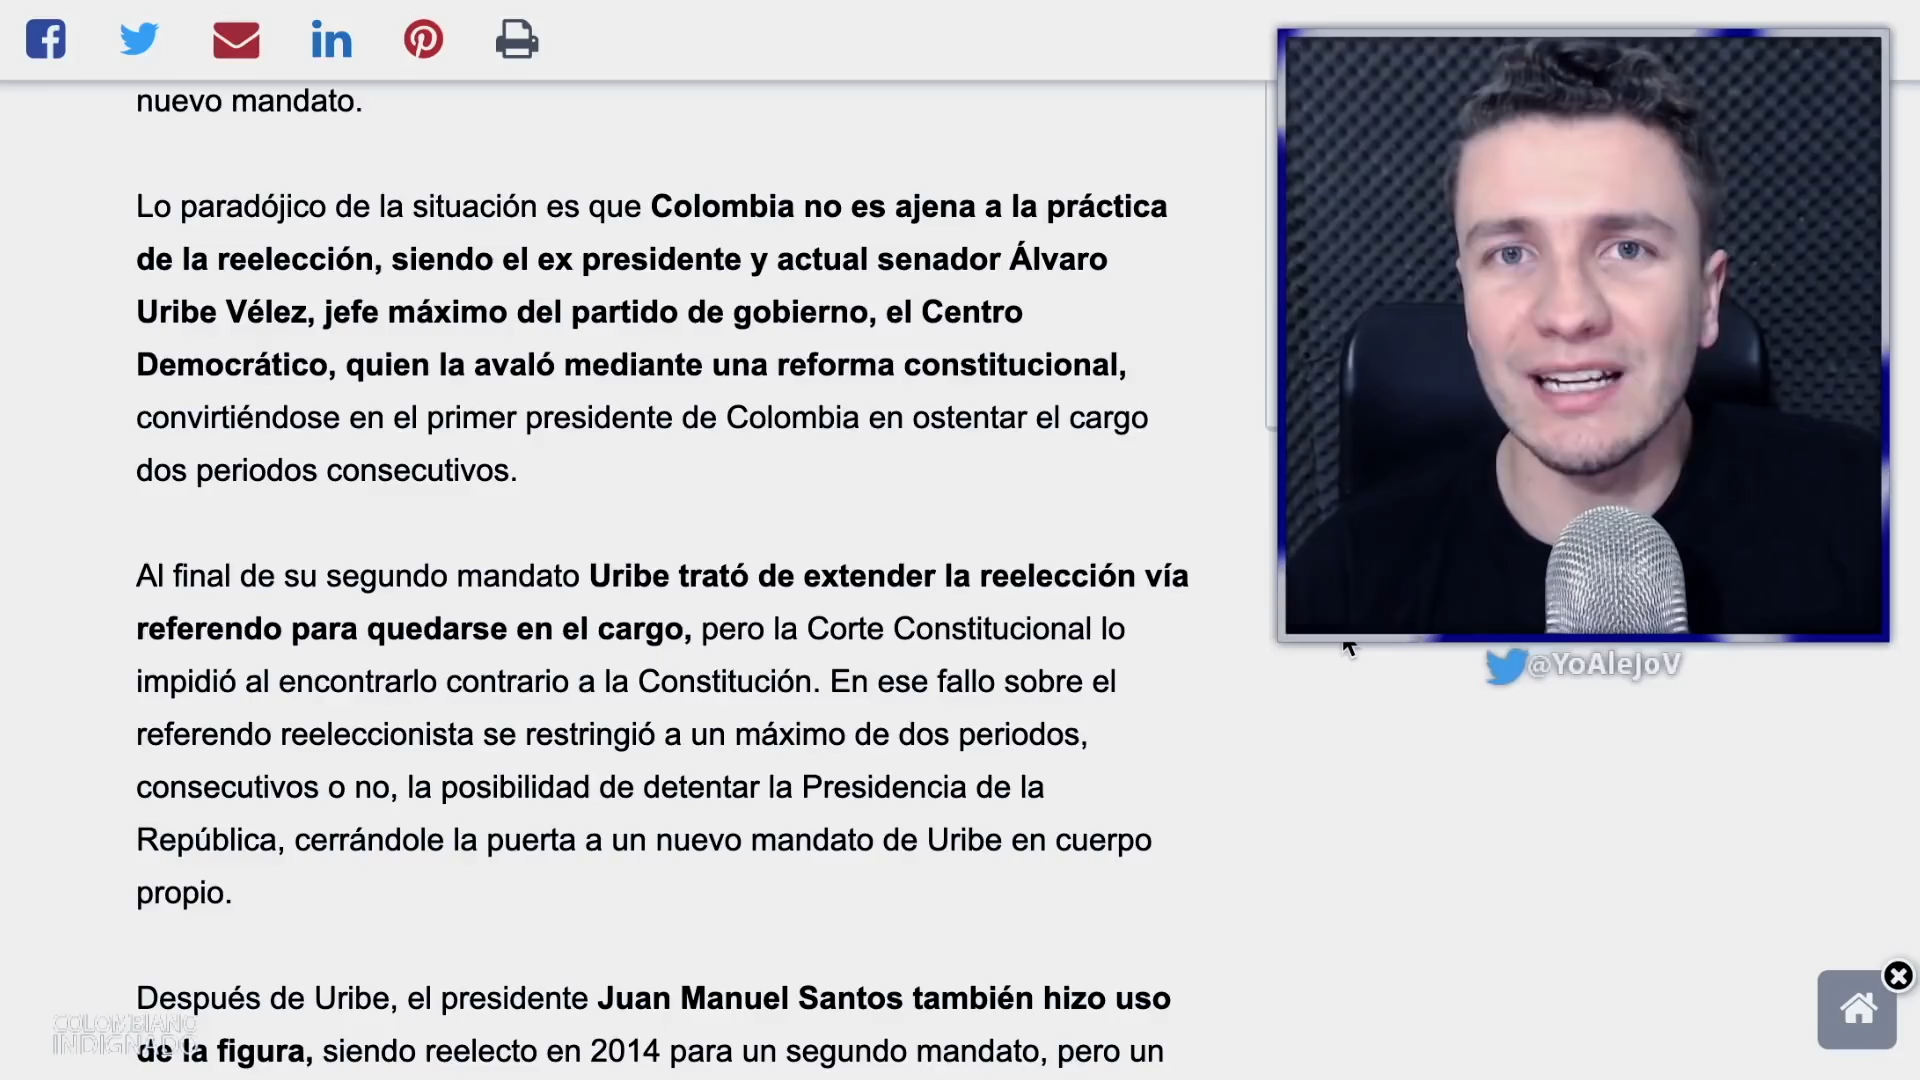 nuevo mandato.
Lo paradójico de la situación es que Colombia no es ajena a la práctica
de la reelección, siendo el ex presidente y actual senador Álvaro
Uribe Vélez, jefe máximo del partido de gobierno, el Centro
Democrático, quien la avaló mediante una reforma constitucional,
convirtiéndose en el primer presidente de Colombia en ostentar el cargo
dos periodos consecutivos.
Al final de su segundo mandato Uribe trató de extender la reelección vía
referendo para quedarse en el cargo, pero la Corte Constitucional lo
impidió al encontrarlo contrario a la Constitución. En ese fallo sobre el
referendo reeleccionista se restringió a un máximo de dos periodos,
consecutivos o no, la posibilidad de detentar la Presidencia de la
República, cerrándole la puerta a un nuevo mandato de Uribe en cuerpo
propio.
Después de Uribe, el presidente Juan Manuel Santos también hizo uso
de la figura, siendo reelecto en 2014 para un segundo mandato, pero un
@YoAleJoV
COLOMBIANO
INDIGNADO